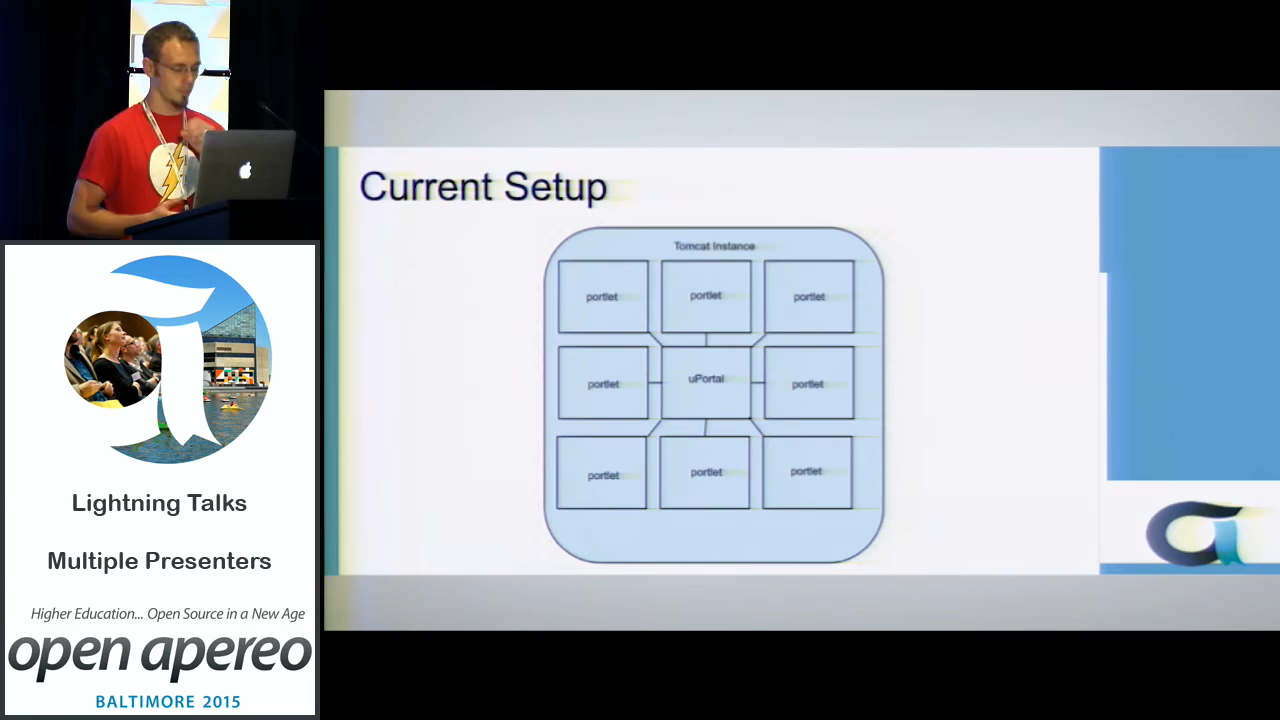 Current Setup
Tomcat Instance
portlet
portlet
portlet
portlet
uPortal
portlet
portlet
portlet
portlet
Lightning Talks
Multiple Presenters
Higher Education... Open Source in a New Age
open apereo
BALTIMORE 2015